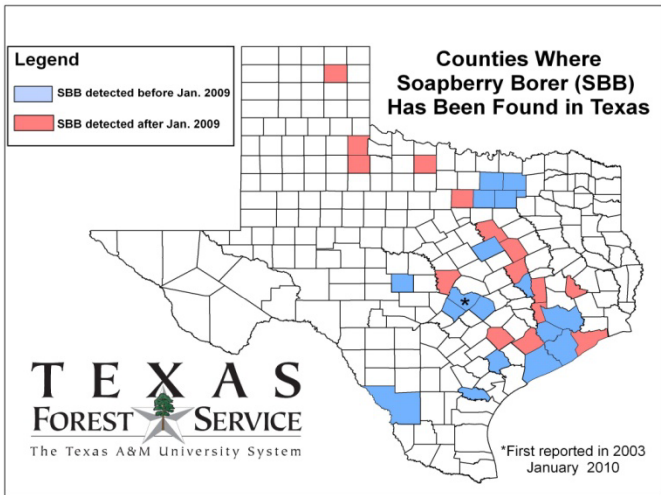 Legend
SBB detected before Jan. 2009
SBB detected after Jan. 2009
Counties Where
Soapberry Borer (SBB)
Has Been Found in Texas
*
TEXAS
FOREST SERVICE
The Texas A&M University System
*First reported in 2003
January 2010